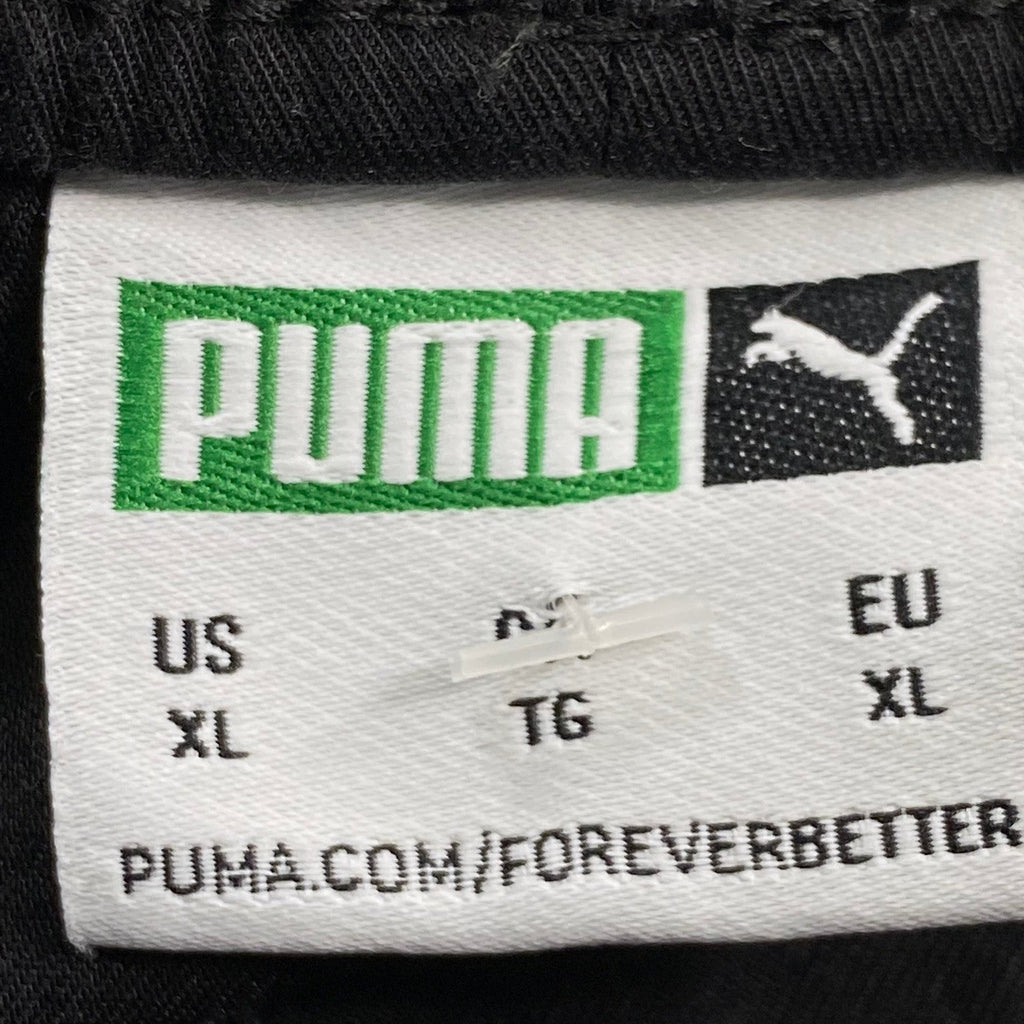 PUMA
US EU
XL TG XL
PUMA.COM/FOREVERBETTER